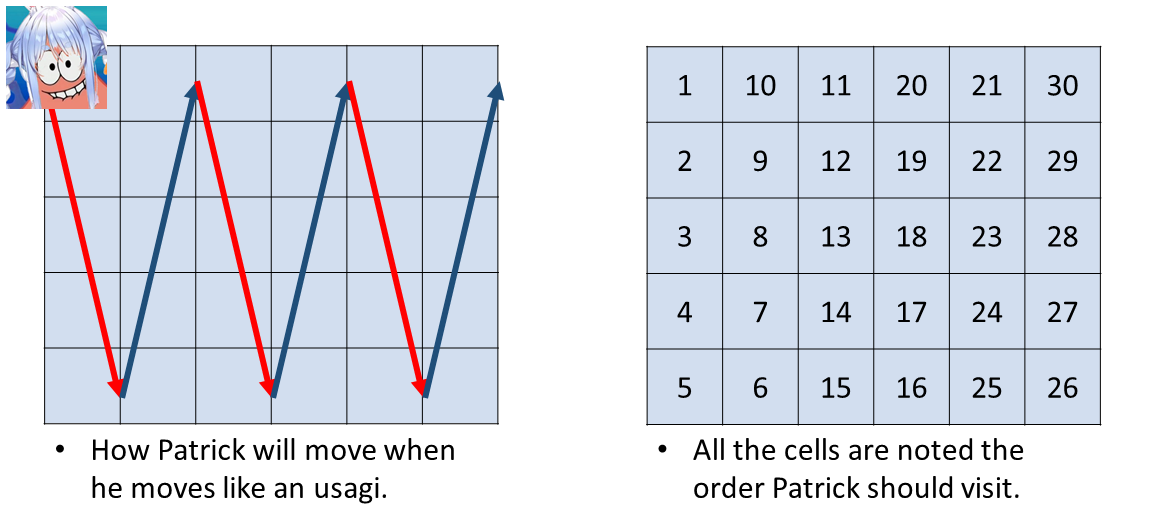 1 10 11 20 21 30
2 9 12 19 22 29
3 8 13 18 23 28
4 7 14 17 24 27
5 6 15 16 25 26
• How Patrick will move when
he moves like an usagi.
• All the cells are noted the
order Patrick should visit.